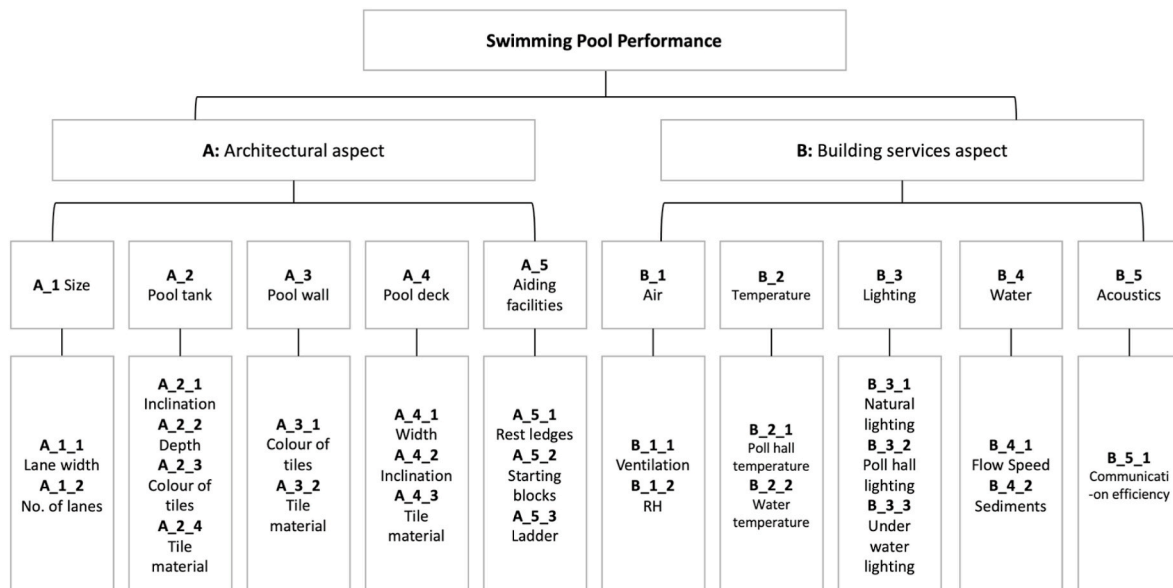 Swimming Pool Performance
A: Architectural aspect
B: Building services aspect
A_1 Size
A_2
Pool tank
A_3
Pool wall
A_4
Pool deck
A_5
Aiding
facilities
B_1
Air
B_2
Temperature
B_3
Lighting
B_4
Water
B_5
Acoustics
A_1_1
Lane width
A_1_2
No. of lanes
A_2_1
Inclination
A_2_2
Depth
A_2_3
Colour of
tiles
A_2_4
Tile
material
A_3_1
Colour of
tiles
A_3_2
Tile
material
A_4_1
Width
A_4_2
Inclination
A_4_3
Tile
material
A_5_1
Rest ledges
A_5_2
Starting
blocks
A_5_3
Ladder
B_1_1
Ventilation
B_1_2
RH
B_2_1
Poll hall
temperature
B_2_2
Water
temperature
B_3_1
Natural
lighting
B_3_2
Poll hall
lighting
B_3_3
Under
water
lighting
B_4_1
Flow Speed
B_4_2
Sediments
B_5_1
Communicati
-on efficiency